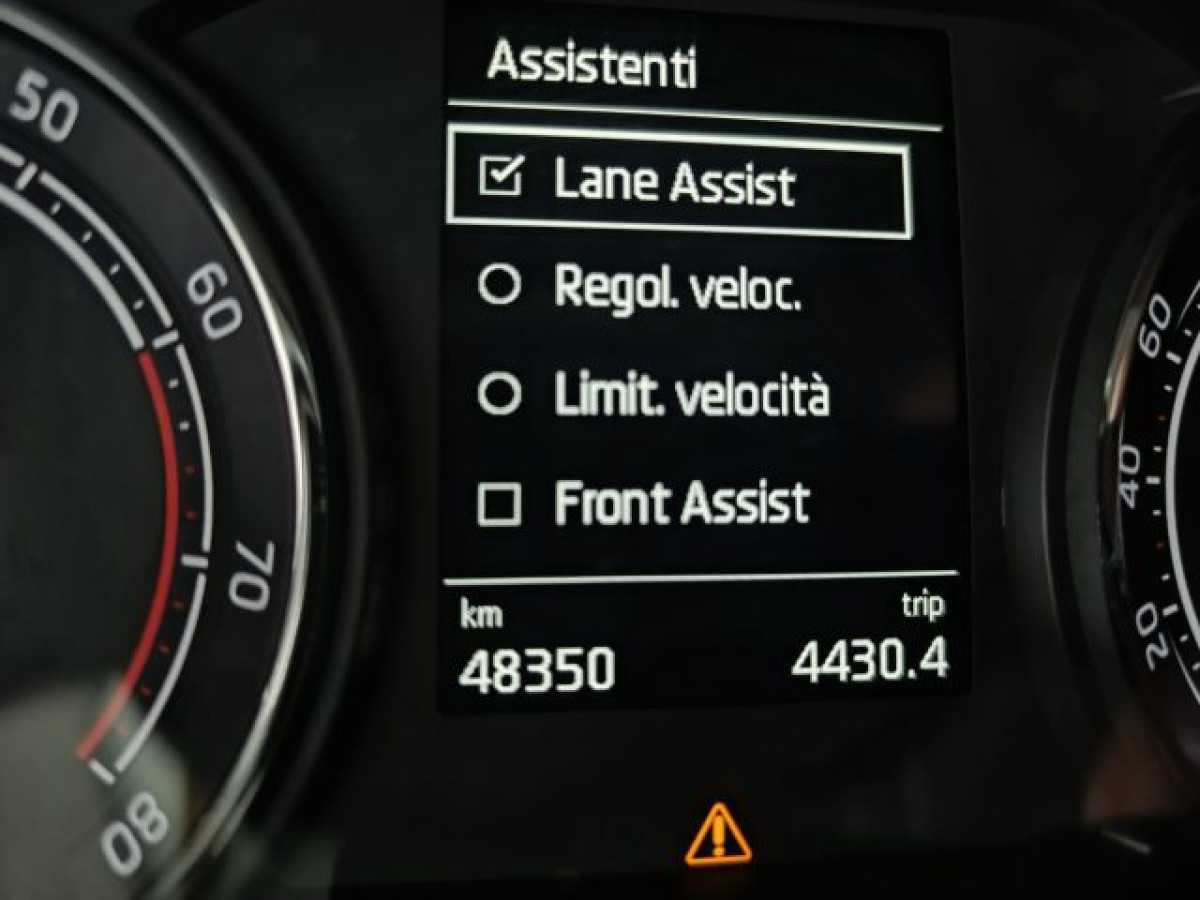 Assistenti
Lane Assist
Regol. veloc.
Limit. velocità
Front Assist
km trip
48350 4430.4
50
60
70
80
60
40
20